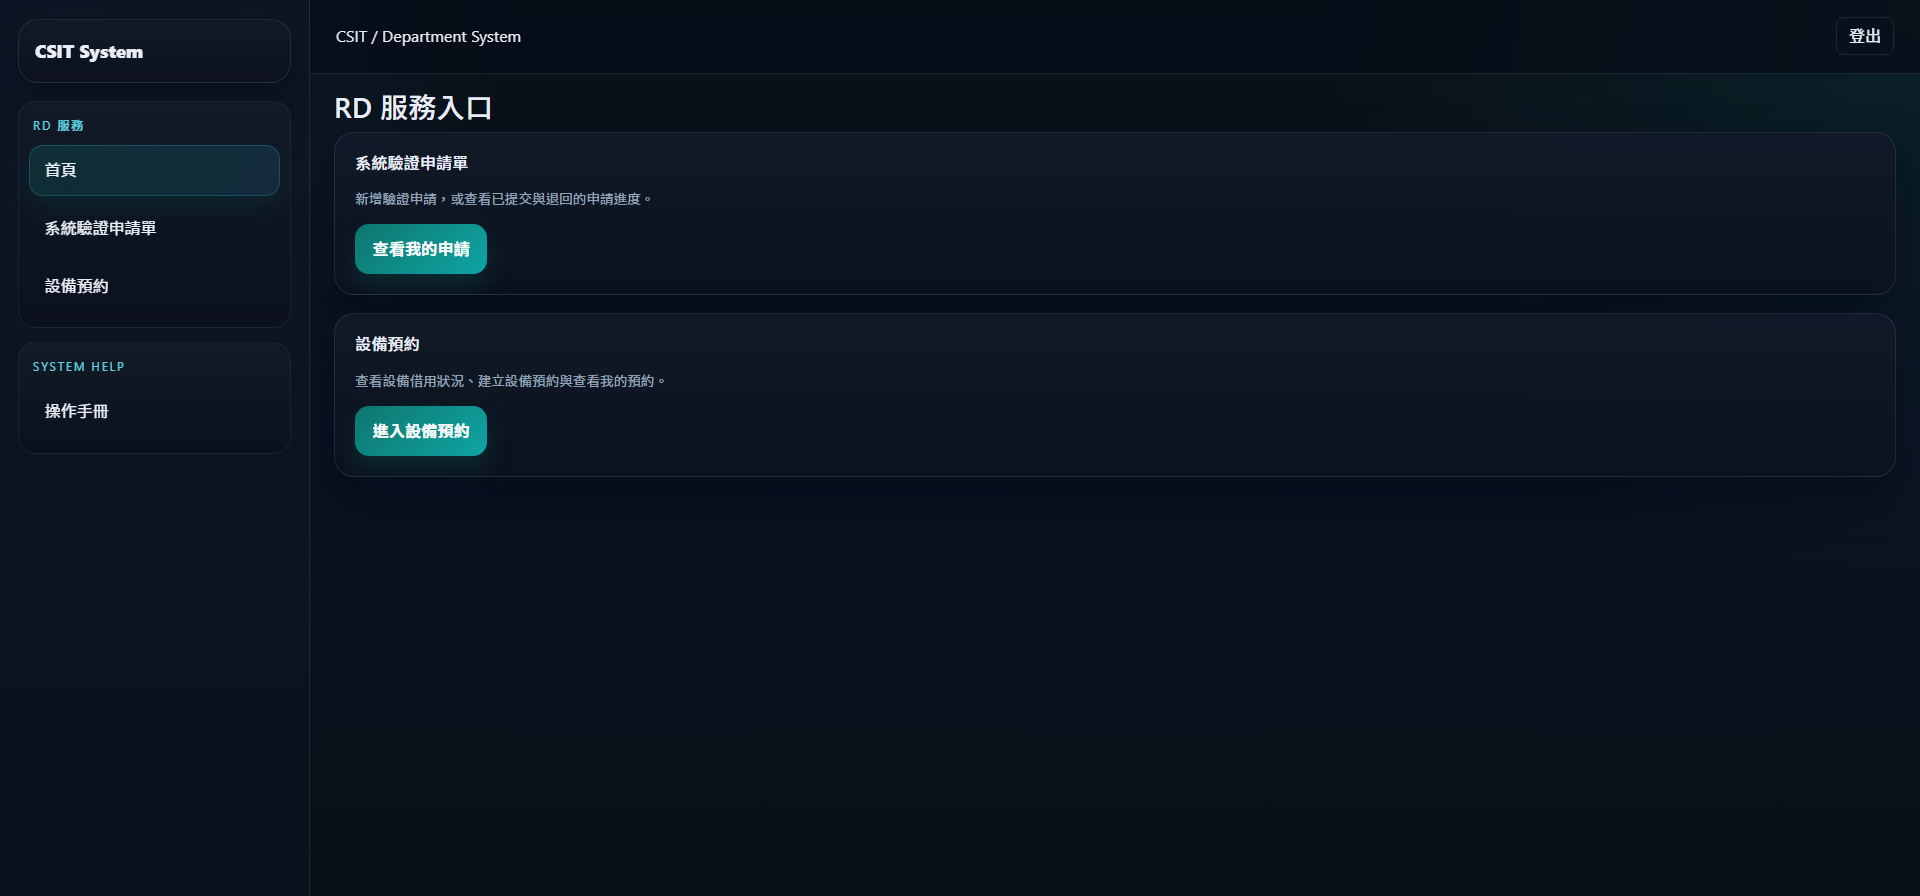 CSIT System
RD 服務
首頁
系統驗證申請單
設備預約
SYSTEM HELP
操作手冊
CSIT / Department System
登出
RD 服務入口
系統驗證申請單
新增驗證申請，或查看已提交與退回的申請進度。
查看我的申請
設備預約
查看設備借用狀況、建立設備預約與查看我的預約。
進入設備預約